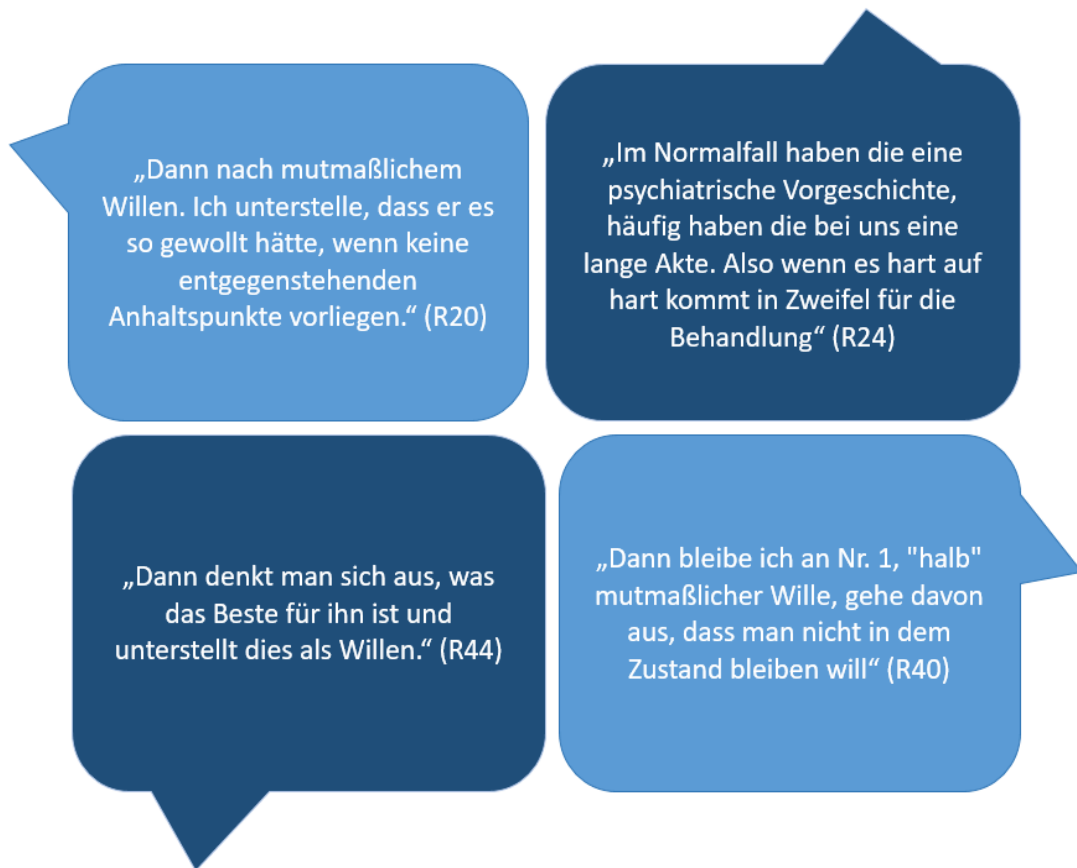 „Dann nach mutmaßlichem
Willen. Ich unterstelle, dass er es
so gewollt hätte, wenn keine
entgegenstehenden
Anhaltspunkte vorliegen.“ (R20)
„Im Normalfall haben die eine
psychiatrische Vorgeschichte,
häufig haben die bei uns eine
lange Akte. Also wenn es hart auf
hart kommt in Zweifel für die
Behandlung“ (R24)
„Dann denkt man sich aus, was
das Beste für ihn ist und
unterstellt dies als Willen.“ (R44)
„Dann bleibe ich an Nr. 1, "halb"
mutmaßlicher Wille, gehe davon
aus, dass man nicht in dem
Zustand bleiben will“ (R40)